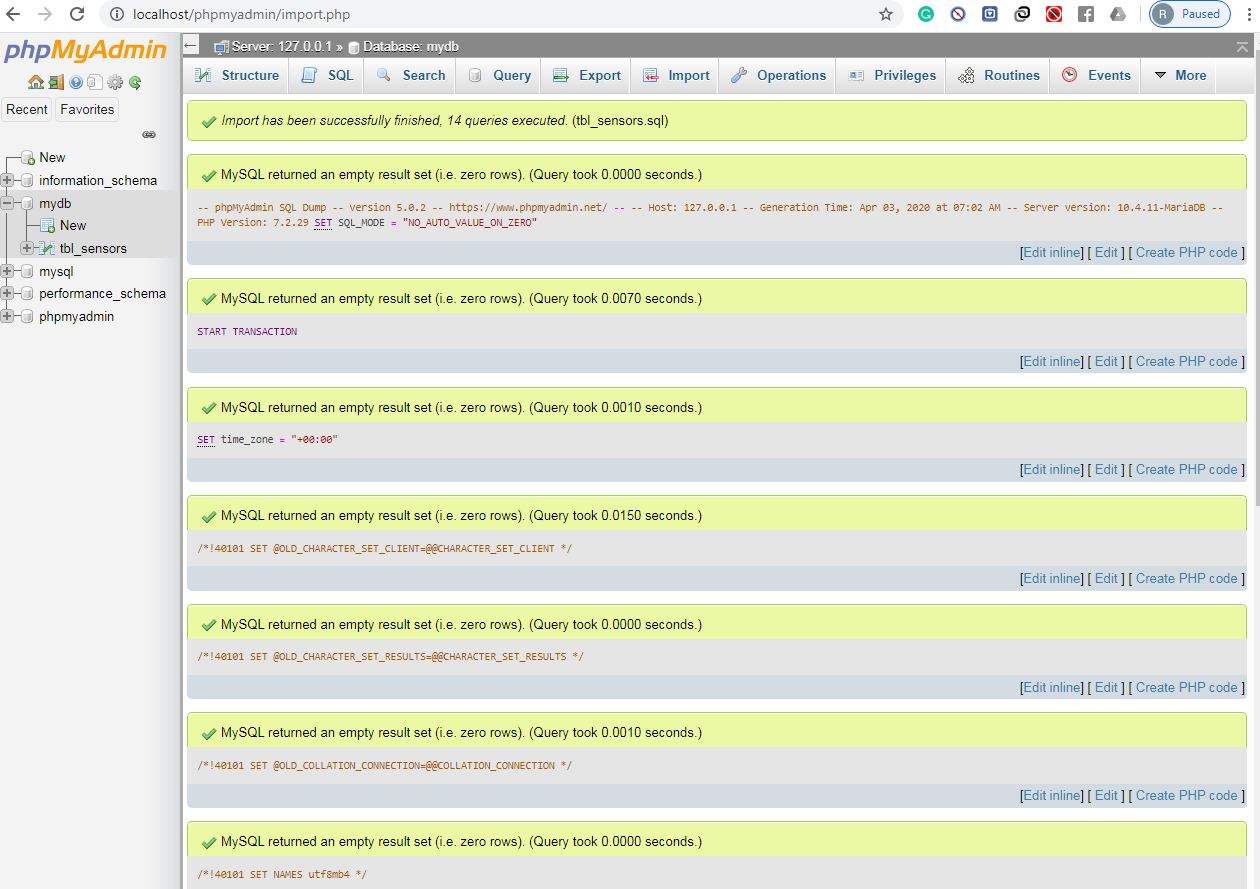 localhost/phpmyadmin/import.php
R Paused
phpMyAdmin
Recent Favorites
New
information_schema
mydb
New
tbl_sensors
mysql
performance_schema
phpmyadmin
Server: 127.0.0.1 » Database: mydb
Structure SQL Search Query Export Import Operations Privileges Routines Events More
Import has been successfully finished, 14 queries executed. (tbl_sensors.sql)
MySQL returned an empty result set (i.e. zero rows). (Query took 0.0000 seconds.)
-- phpMyAdmin SQL Dump -- version 5.0.2 -- https://www.phpmyadmin.net/ -- -- Host: 127.0.0.1 -- Generation Time: Apr 03, 2020 at 07:02 AM -- Server version: 10.4.11-MariaDB --
PHP Version: 7.2.29 SET SQL_MODE = "NO_AUTO_VALUE_ON_ZERO"
[Edit inline] [ Edit ] [ Create PHP code ]
MySQL returned an empty result set (i.e. zero rows). (Query took 0.0070 seconds.)
START TRANSACTION
[Edit inline] [ Edit ] [ Create PHP code ]
MySQL returned an empty result set (i.e. zero rows). (Query took 0.0010 seconds.)
SET time_zone = "+00:00"
[Edit inline] [ Edit ] [ Create PHP code ]
MySQL returned an empty result set (i.e. zero rows). (Query took 0.0150 seconds.)
/*!40101 SET @OLD_CHARACTER_SET_CLIENT=@@CHARACTER_SET_CLIENT */
[Edit inline] [ Edit ] [ Create PHP code ]
MySQL returned an empty result set (i.e. zero rows). (Query took 0.0000 seconds.)
/*!40101 SET @OLD_CHARACTER_SET_RESULTS=@@CHARACTER_SET_RESULTS */
[Edit inline] [ Edit ] [ Create PHP code ]
MySQL returned an empty result set (i.e. zero rows). (Query took 0.0010 seconds.)
/*!40101 SET @OLD_COLLATION_CONNECTION=@@COLLATION_CONNECTION */
[Edit inline] [ Edit ] [ Create PHP code ]
MySQL returned an empty result set (i.e. zero rows). (Query took 0.0000 seconds.)
/*!40101 SET NAMES utf8mb4 */